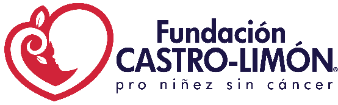 Fundación
CASTRO-LIMÓN®
pro niñez sin cáncer